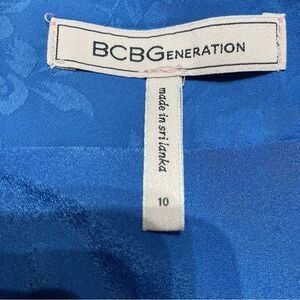 BCBGENERATION
made in sri lanka
10